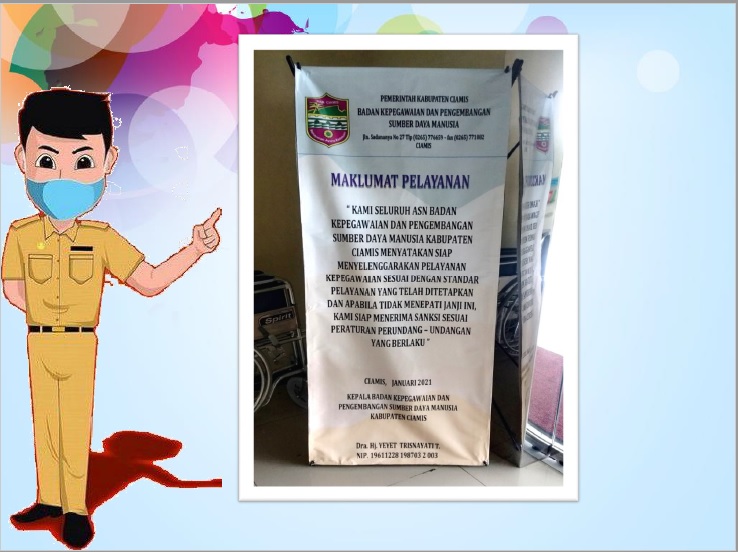 PEMERINTAH KABUPATEN CIAMIS
BADAN KEPEGAWAIAN DAN PENGEMBANGAN
SUMBER DAYA MANUSIA
CIAMIS
MAKLUMAT PELAYANAN
" KAMI SELURUH ASN BADAN
KEPEGAWAIAN DAN PENGEMBANGAN
SUMBER DAYA MANUSIA KABUPATEN
CIAMIS MENYATAKAN SIAP
MENYELENGGARAKAN PELAYANAN
KEPEGAWAIAN SESUAI DENGAN STANDAR
PELAYANAN YANG TELAH DITETAPKAN
DAN APABILA TIDAK MENEPATI JANJI INI,
KAMI SIAP MENERIMA SANKSI SESUAI
PERATURAN PERUNDANG – UNDANGAN
YANG BERLAKU "
CIAMIS, JANUARI 2021
KEPALA BADAN KEPEGAWAIAN DAN
PENGEMBANGAN SUMBER DAYA MANUSIA
KABUPATEN CIAMIS
Dra. Hj. YEYET TRISNAYATI T.
NIP. 19611228 198703 2 003
Spirit